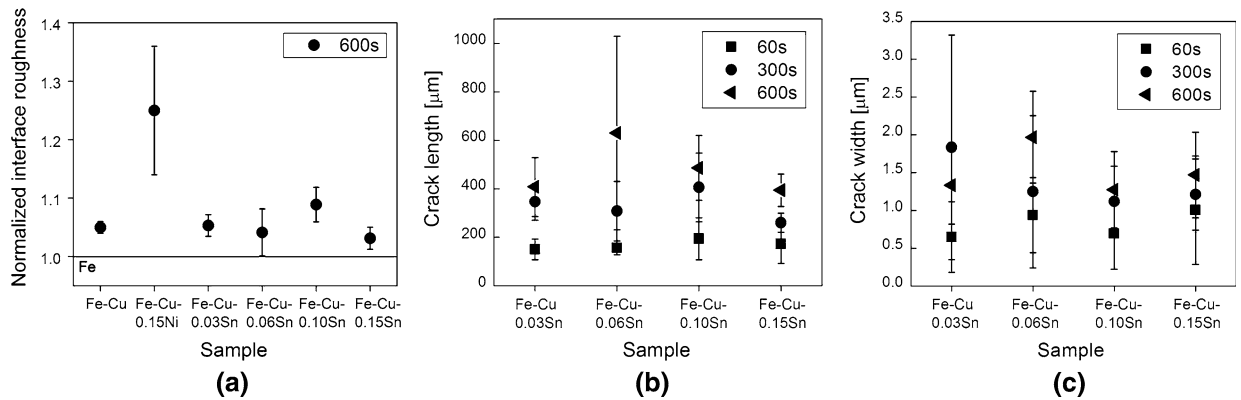 Normalized interface roughness
1.4
1.3
1.2
1.1
1.0
600s
Fe
Fe-Cu Fe-Cu- Fe-Cu- Fe-Cu- Fe-Cu- Fe-Cu-
0.15Ni 0.03Sn 0.06Sn 0.10Sn 0.15Sn
Sample
(a)
Crack length [μm]
1000
800
600
400
200
0
60s
300s
600s
Fe-Cu Fe-Cu- Fe-Cu- Fe-Cu-
0.03Sn 0.06Sn 0.10Sn 0.15Sn
Sample
(b)
Crack width [μm]
3.5
3.0
2.5
2.0
1.5
1.0
0.5
0.0
60s
300s
600s
Fe-Cu Fe-Cu- Fe-Cu- Fe-Cu-
0.03Sn 0.06Sn 0.10Sn 0.15Sn
Sample
(c)